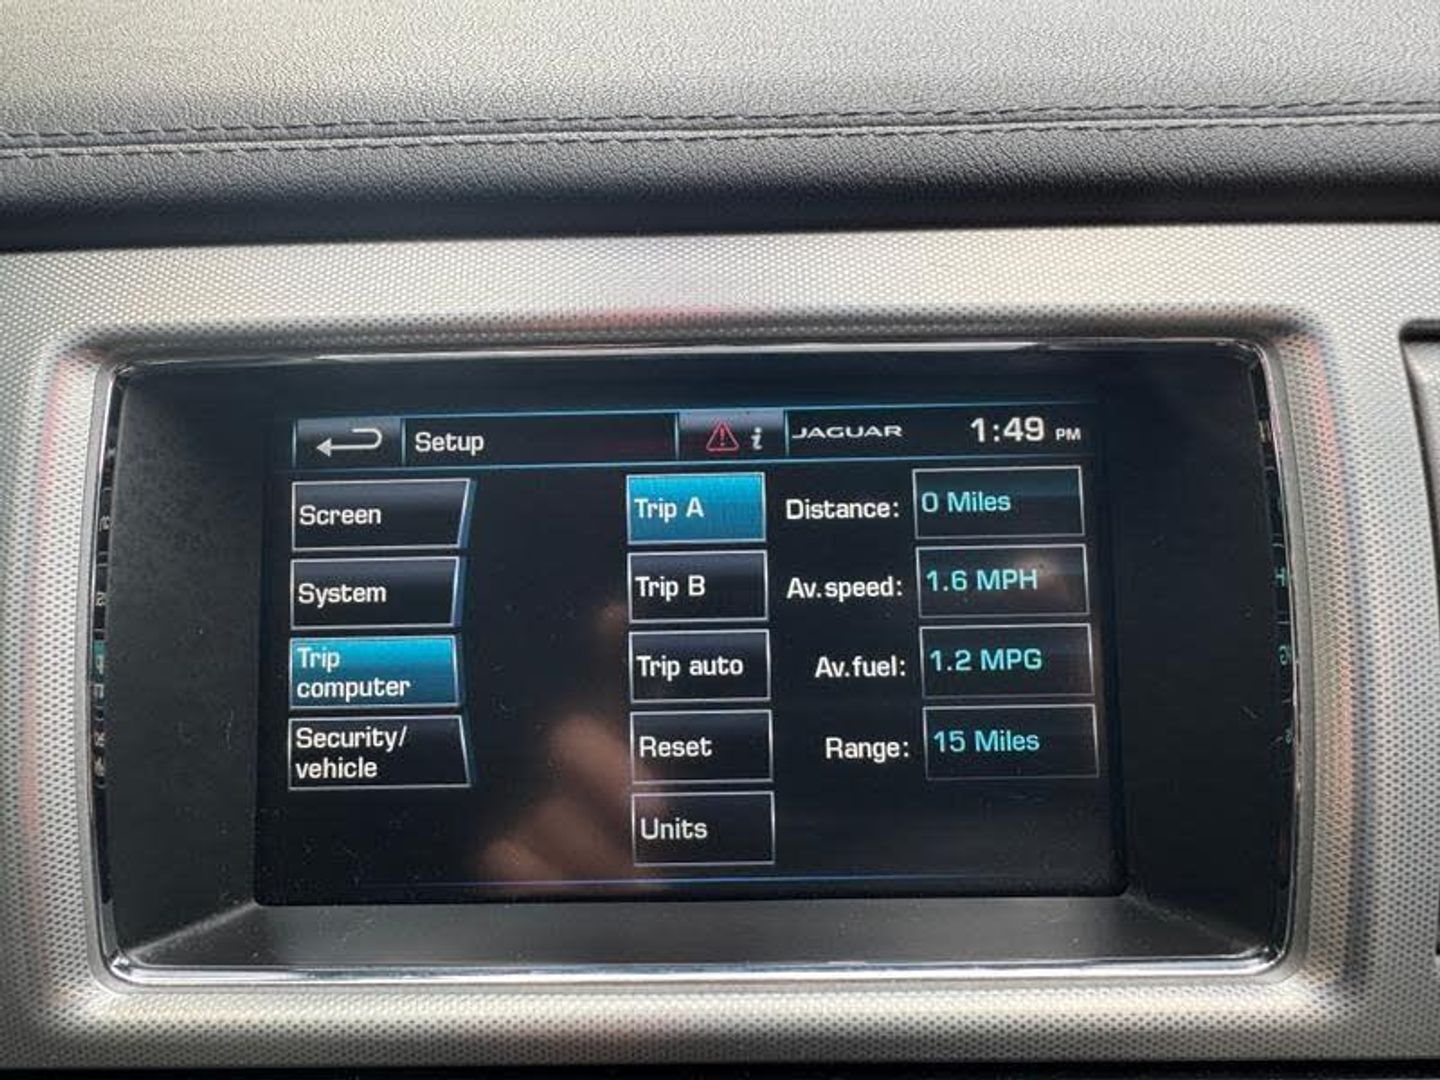 Setup
i
JAGUAR
1:49 PM
Screen
System
Trip
computer
Security/
vehicle
Trip A
Trip B
Trip auto
Reset
Units
Distance: 0 Miles
Av.speed: 1.6 MPH
Av.fuel: 1.2 MPG
Range: 15 Miles